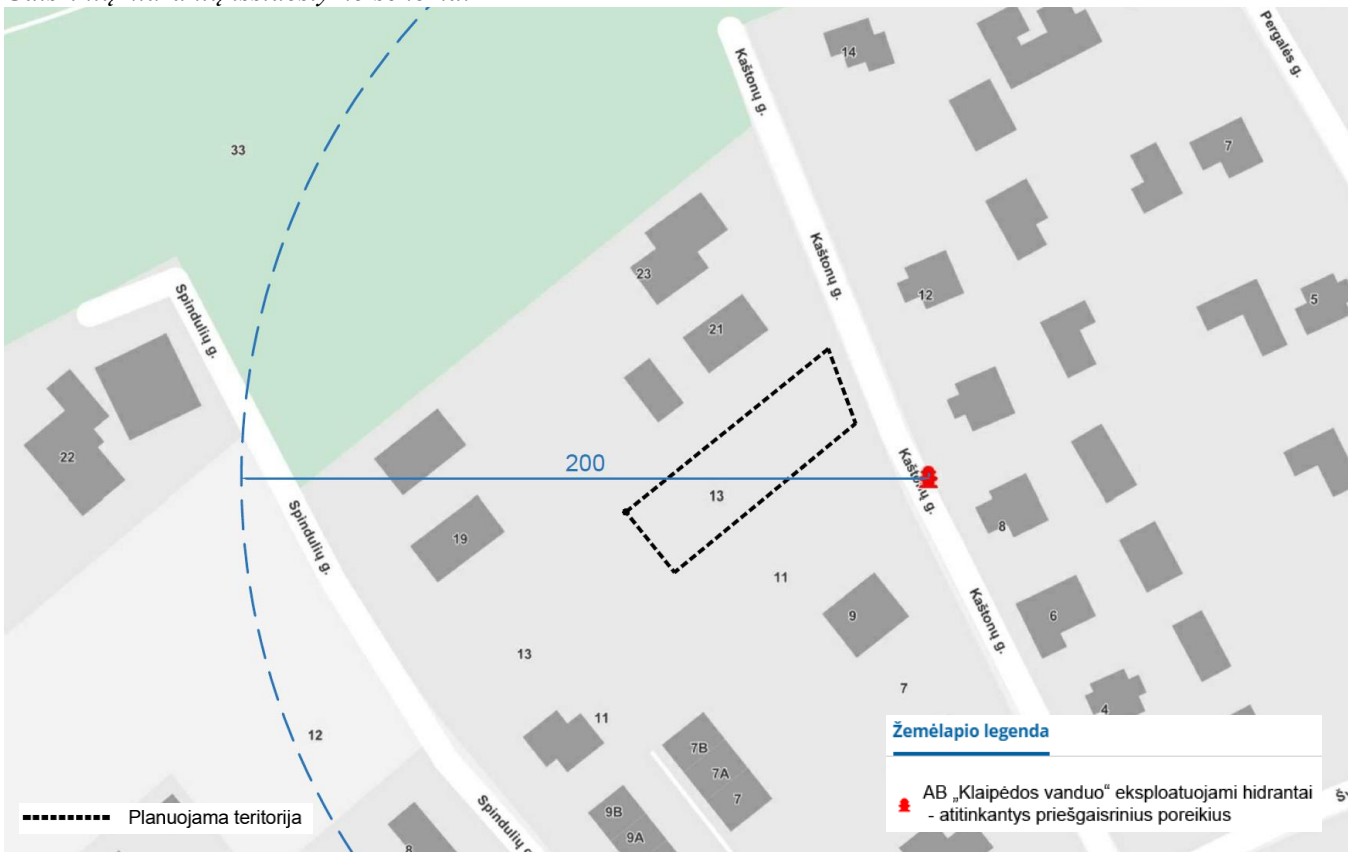 14
Kaštonų g.
Pergalės g.
33
7
Kaštonų g.
23
12
5
Spindulių g.
21
22
200
13
Kaštonų g.
8
19
Spindulių g.
11
9
6
Kaštonų g.
13
7
4
11
12
7B
7A
7
Žemėlapio legenda
AB „Klaipėdos vanduo“ eksploatuojami hidrantai
- atitinkantys priešgaisrinius poreikius
Planuojama teritorija
9B
9A
Spindulių g.
8